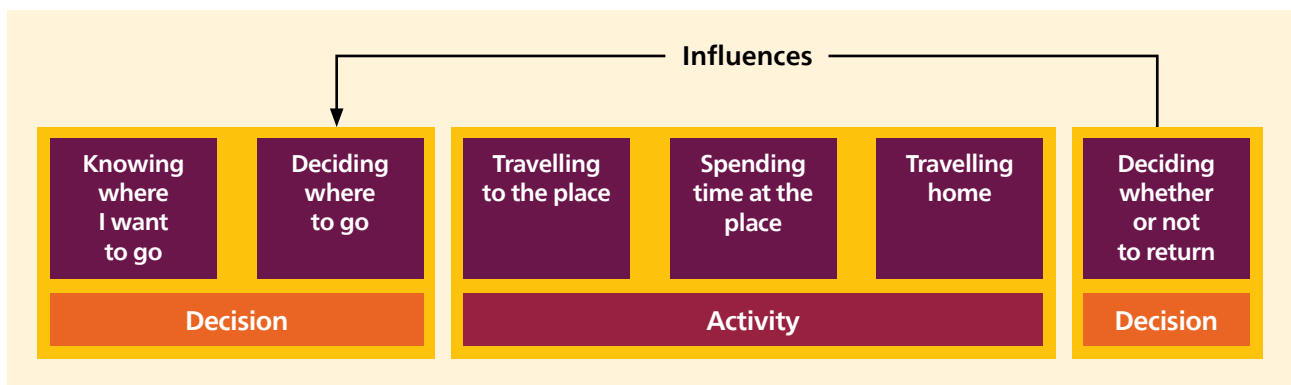 Influences
Knowing
where
I want
to go
Deciding
where
to go
Travelling
to the place
Spending
time at the
place
Travelling
home
Deciding
whether
or not
to return
Decision
Activity
Decision